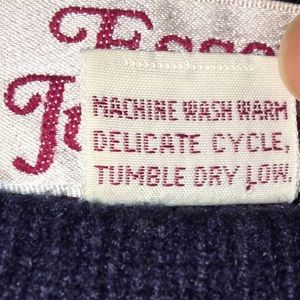 MACHINE WASH WARM
DELICATE CYCLE,
TUMBLE DRY LOW.